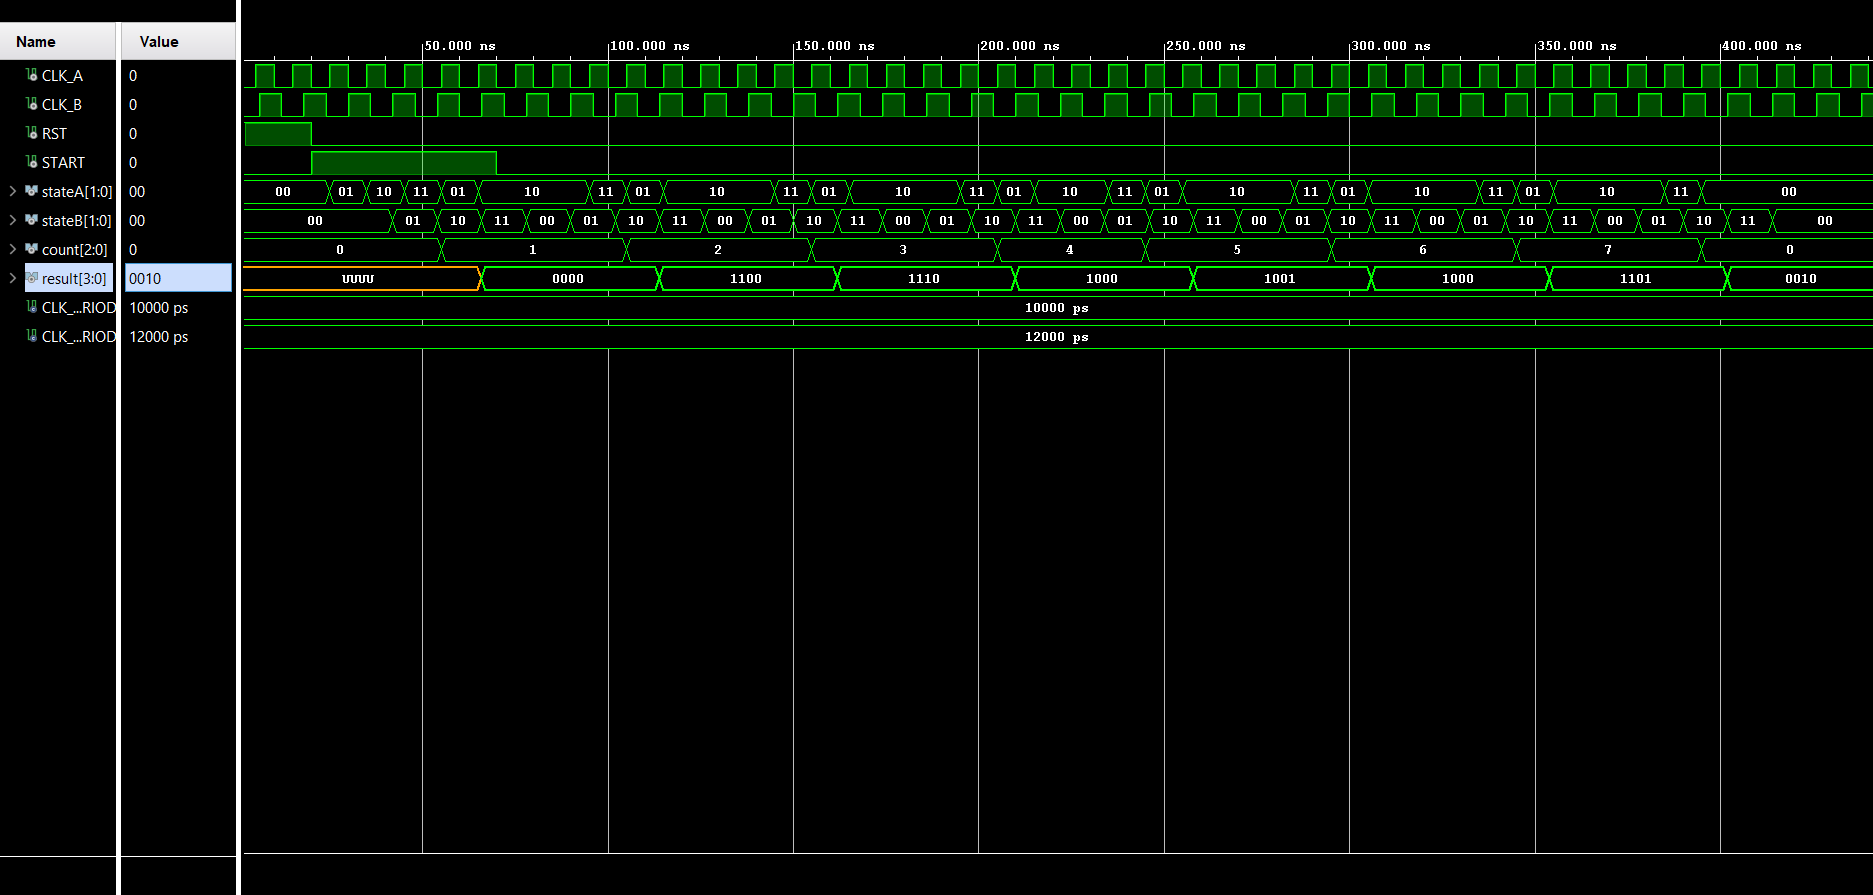 Name Value
50.000 ns 100.000 ns 150.000 ns 200.000 ns 250.000 ns 300.000 ns 350.000 ns 400.000 ns
CLK_A 0
CLK_B 0
RST 0
START 0
stateA[1:0] 00 00 01 10 11 01 10 11 01 10 11 01 10 11 01 10 11 01 10 11 01 10 11 01 10 11 00
stateB[1:0] 00 00 01 10 11 00 01 10 11 00 01 10 11 00 01 10 11 00 01 10 11 00 01 10 11 00 01 10 11 00 01 10 11 00
count[2:0] 0 0 1 2 3 4 5 6 7 0
result[3:0] 0010 UUUU 0000 1100 1110 1000 1001 1000 1101 0010
CLK_...RIOD 10000 ps 10000 ps
CLK_...RIOD 12000 ps 12000 ps